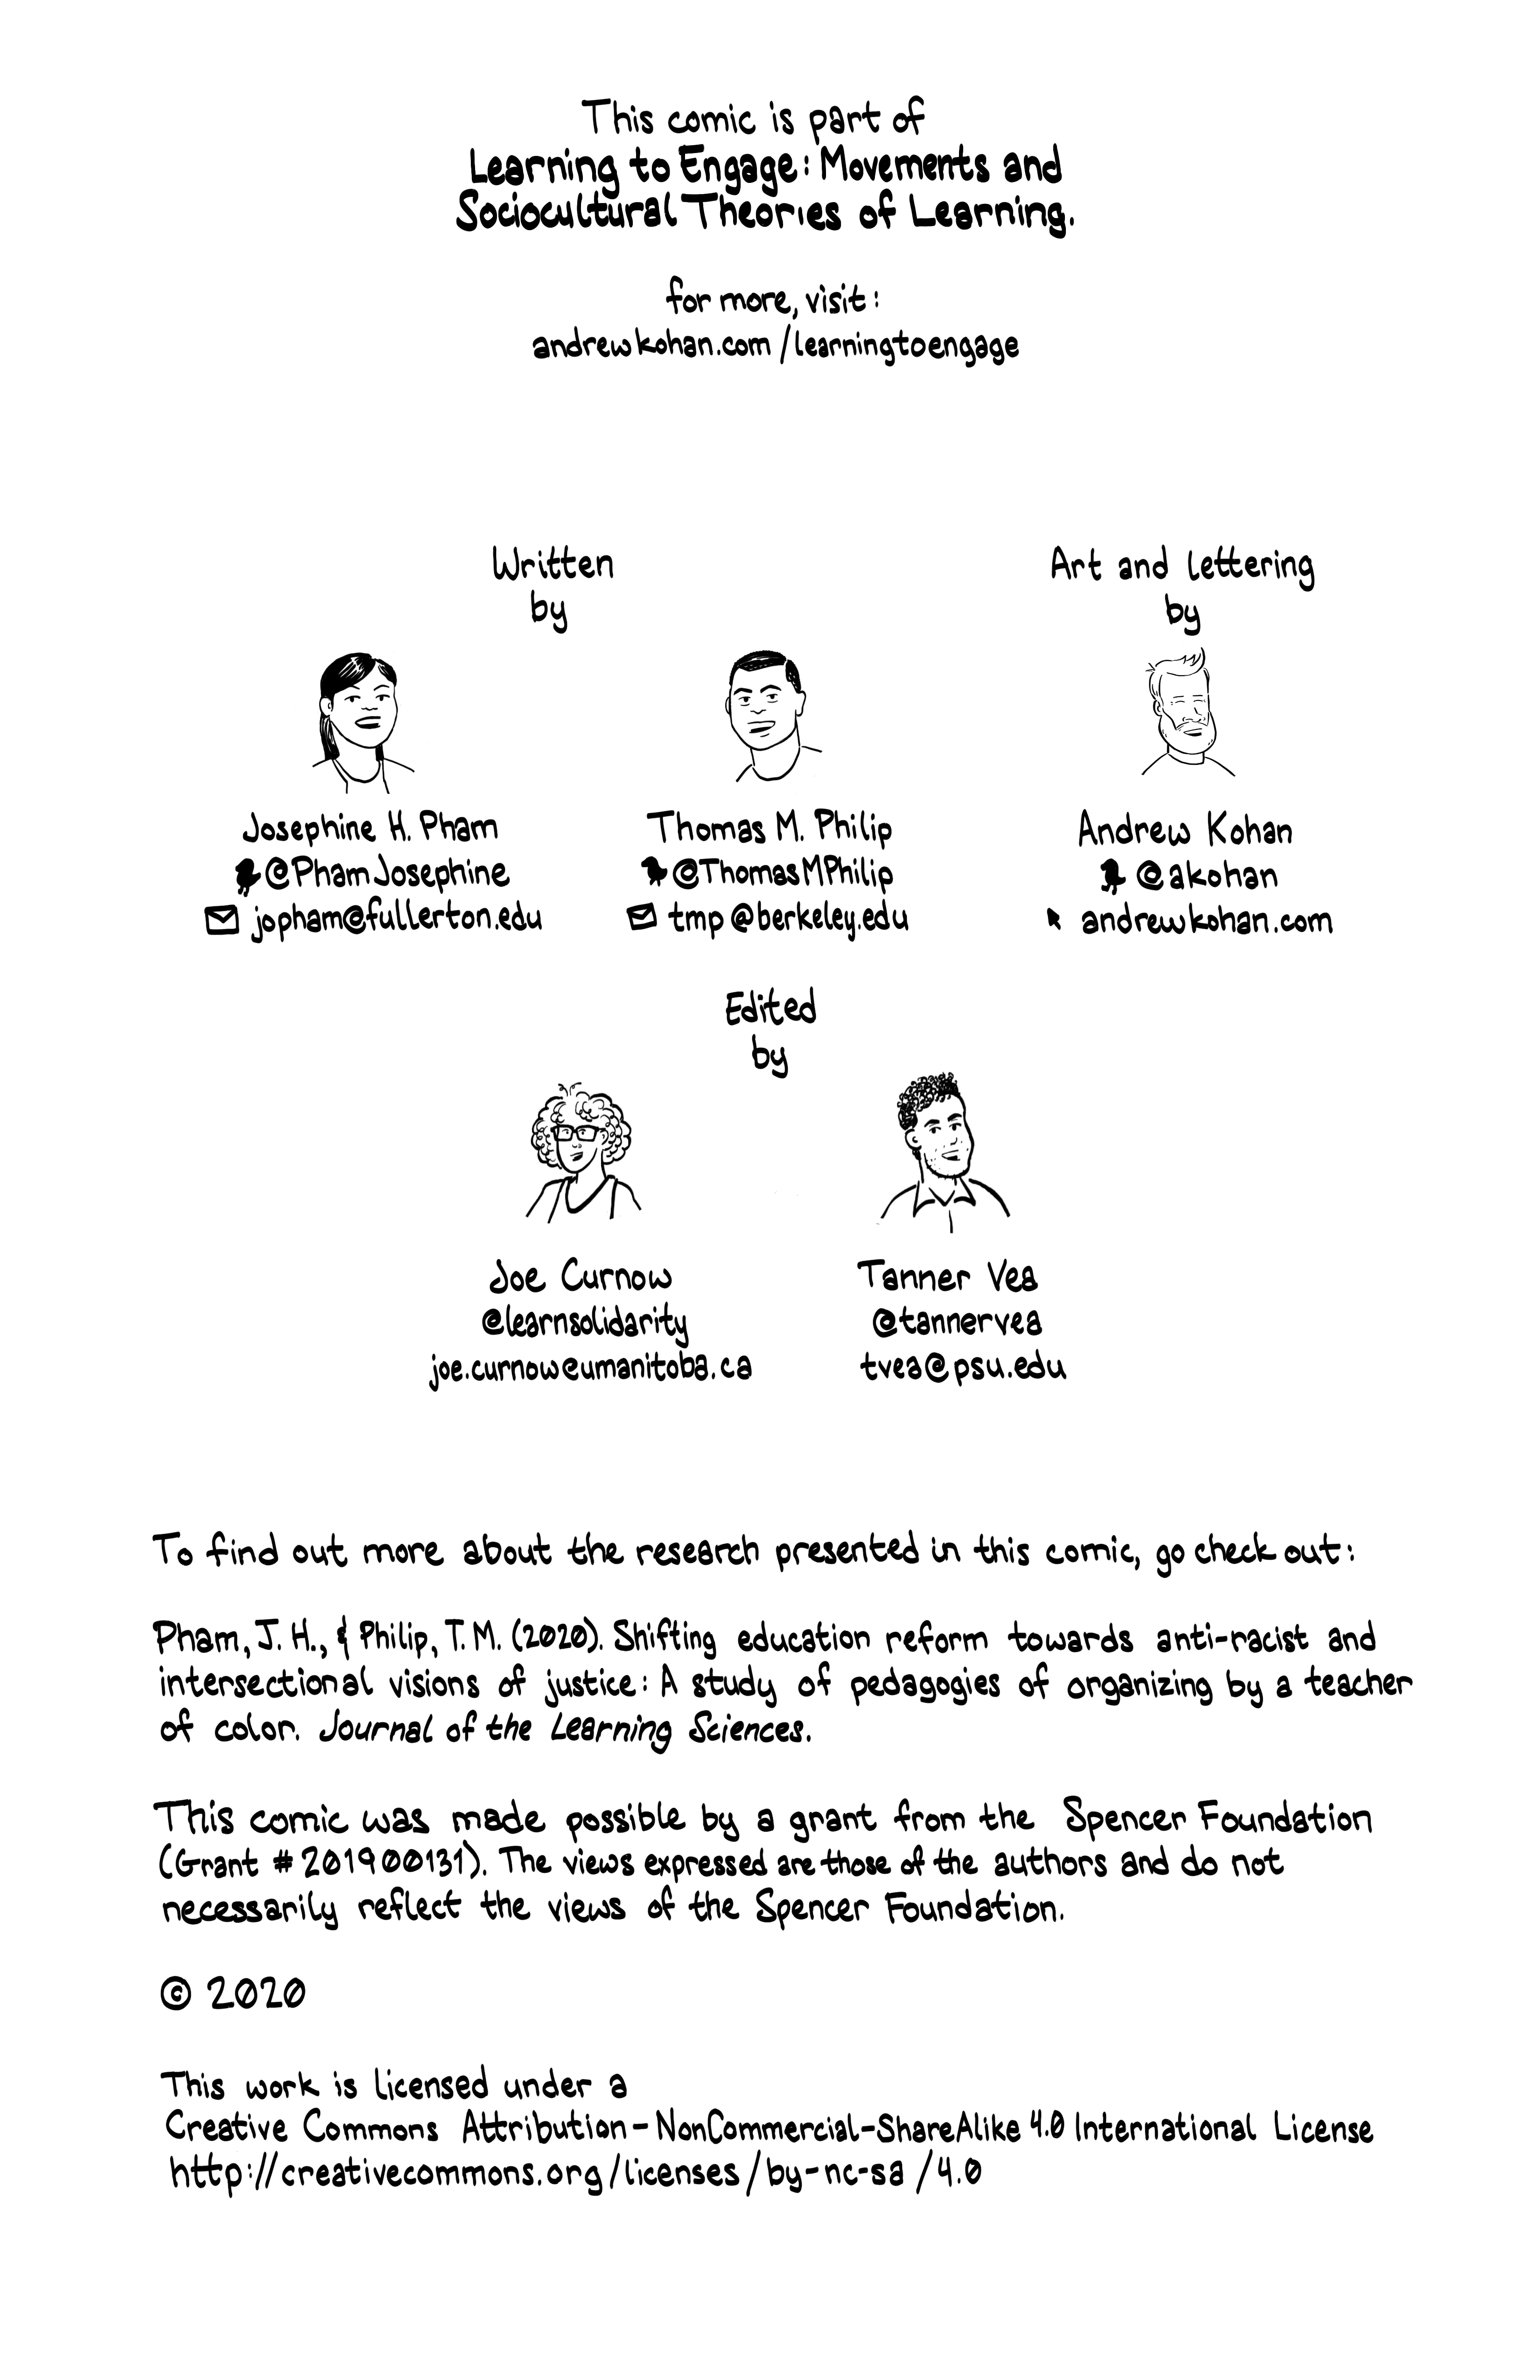 This comic is part of
Learning to Engage: Movements and
Sociocultural Theories of Learning.
for more, visit:
andrewkohan.com/learningtoengage
Written
by
Art and lettering
by
Josephine H. Pham
@PhamJosephine
jopham@fullerton.edu
Thomas M. Philip
@ThomasMPhilip
tmp@berkeley.edu
Andrew Kohan
@akohan
andrewkohan.com
Edited
by
Joe Curnow
@learnsolidarity
joe.curnow@umanitoba.ca
Tanner Vea
@tannervea
tvea@psu.edu
To find out more about the research presented in this comic, go check out:
Pham, J. H., & Philip, T. M. (2020). Shifting education reform towards anti-racist and
intersectional visions of justice: A study of pedagogies of organizing by a teacher
of color. Journal of the Learning Sciences.
This comic was made possible by a grant from the Spencer Foundation
(Grant #201900131). The views expressed are those of the authors and do not
necessarily reflect the views of the Spencer Foundation.
© 2020
This work is licensed under a
Creative Commons Attribution-NonCommercial-ShareAlike 4.0 International License
http://creativecommons.org/licenses/by-nc-sa/4.0